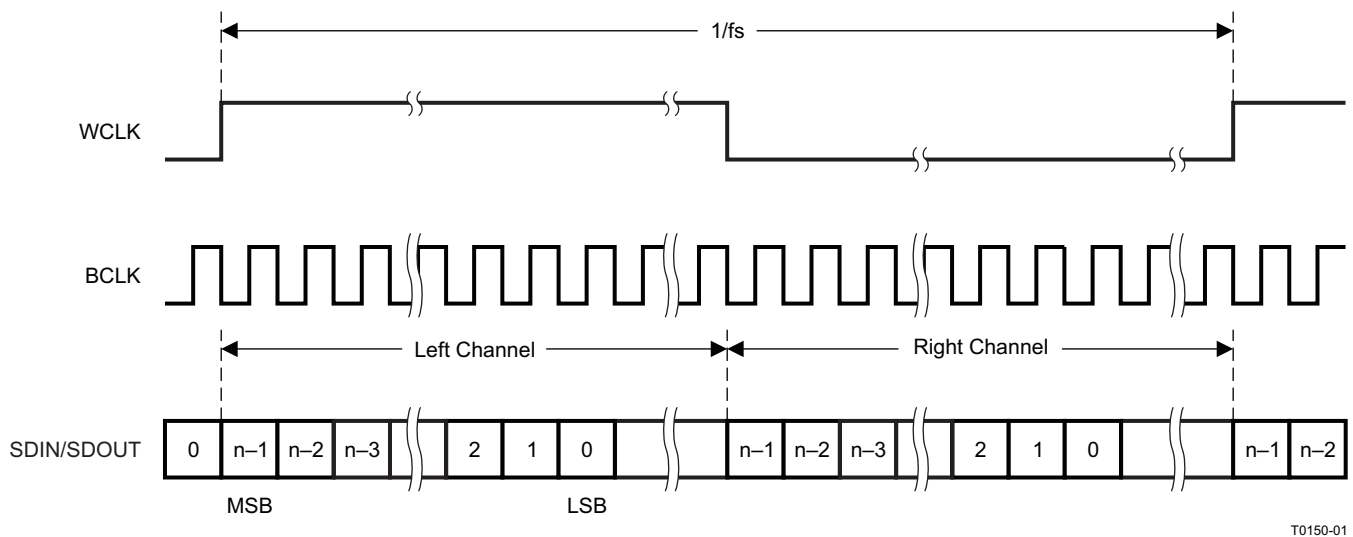 1/fs
WCLK
BCLK
Left Channel
Right Channel
SDIN/SDOUT
0 n–1 n–2 n–3 2 1 0 n–1 n–2 n–3 2 1 0 n–1 n–2
MSB LSB
T0150-01